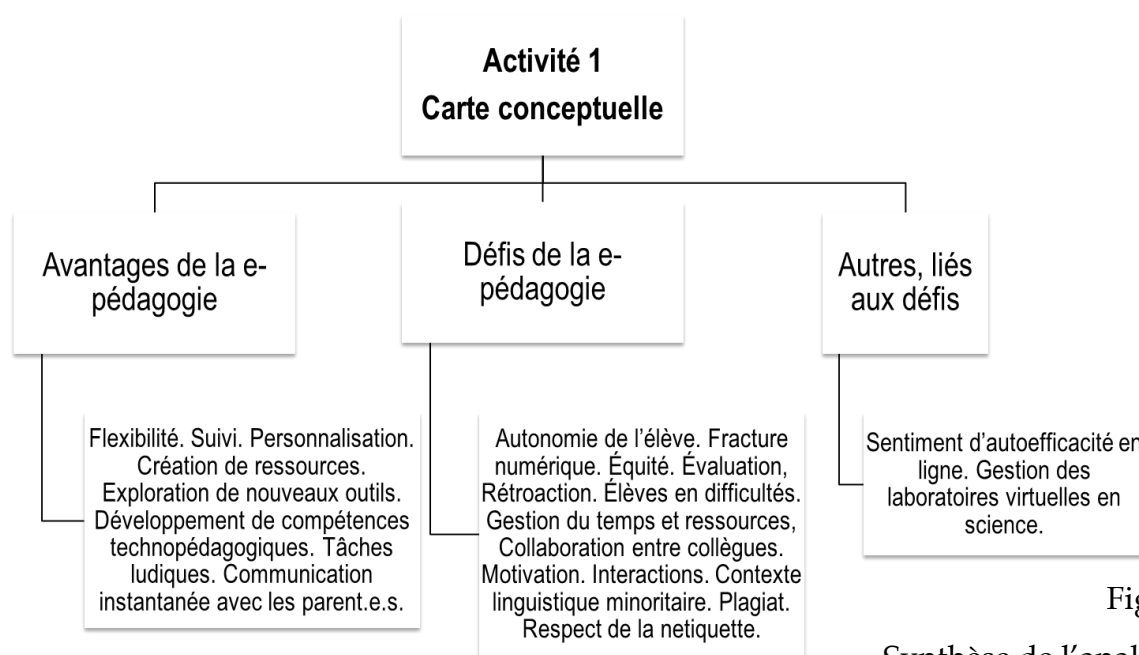 Activité 1
Carte conceptuelle
Avantages de la e-
pédagogie
Défis de la e-
pédagogie
Autres, liés
aux défis
Flexibilité. Suivi. Personnalisation.
Création de ressources.
Exploration de nouveaux outils.
Développement de compétences
technopédagogiques. Tâches
ludiques. Communication
instantanée avec les parent.e.s.
Autonomie de l'élève. Fracture
numérique. Équité. Évaluation,
Rétroaction. Élèves en difficultés.
Gestion du temps et ressources,
Collaboration entre collègues.
Motivation. Interactions. Contexte
linguistique minoritaire. Plagiat.
Respect de la netiquette.
Sentiment d'autoefficacité en
ligne. Gestion des
laboratoires virtuelles en
science.
Fig
Synthèse de l'anal